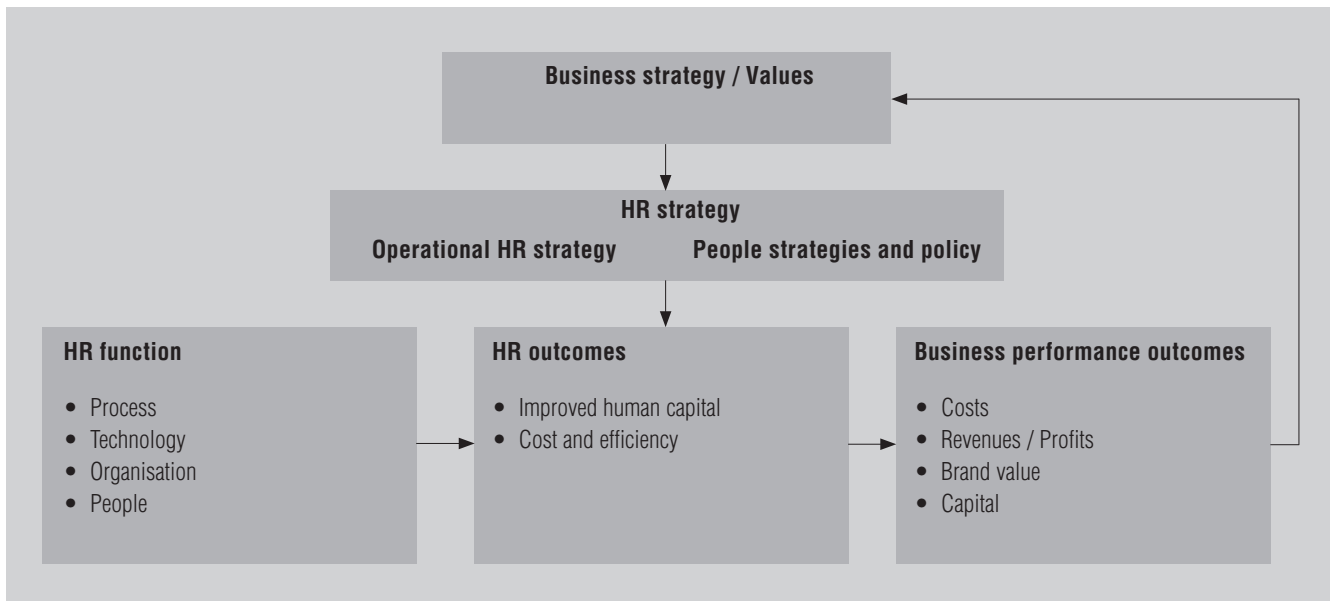 Business strategy / Values
HR strategy
Operational HR strategy
People strategies and policy
HR function
• Process
• Technology
• Organisation
• People
HR outcomes
• Improved human capital
• Cost and efficiency
Business performance outcomes
• Costs
• Revenues / Profits
• Brand value
• Capital